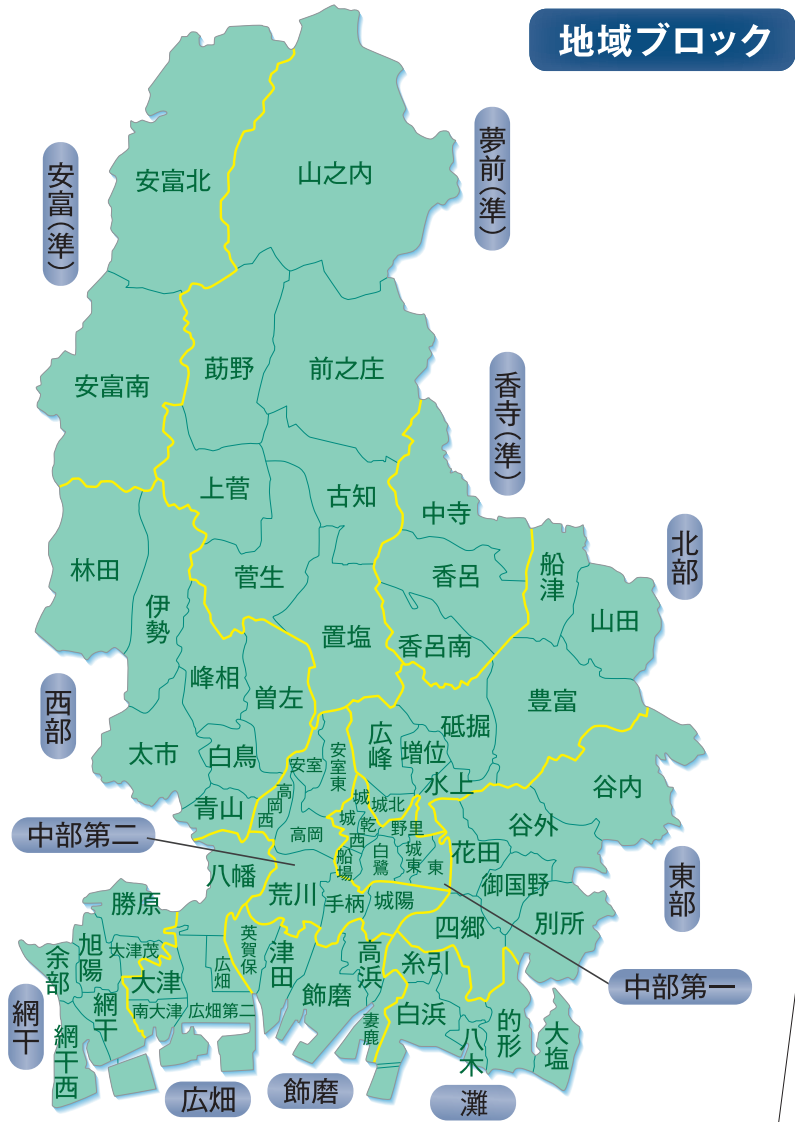 地域ブロック
安富(準)
夢前(準)
安富北
山之内
安富南
莇野
前之庄
香寺(準)
上菅
古知
中寺
北部
林田
伊勢
菅生
香呂
船津
山田
置塩
香呂南
峰相
曽左
豊富
西部
太市
白鳥
安室
安室東
広峰
増位
砥掘
水上
谷内
青山
高岡西
高岡
城西
城乾
城北
野里
谷外
中部第二
船場
白鷺
城東
東
花田
御国野
東部
八幡
荒川
手柄
城陽
四郷
別所
勝原
余部
旭陽
大津茂
大津
広畑
英賀保
津田
飾磨
高浜
糸引
中部第一
網干
網干
網干西
南大津
広畑第二
妻鹿
白浜
八木
的形
大塩
広畑
飾磨
灘